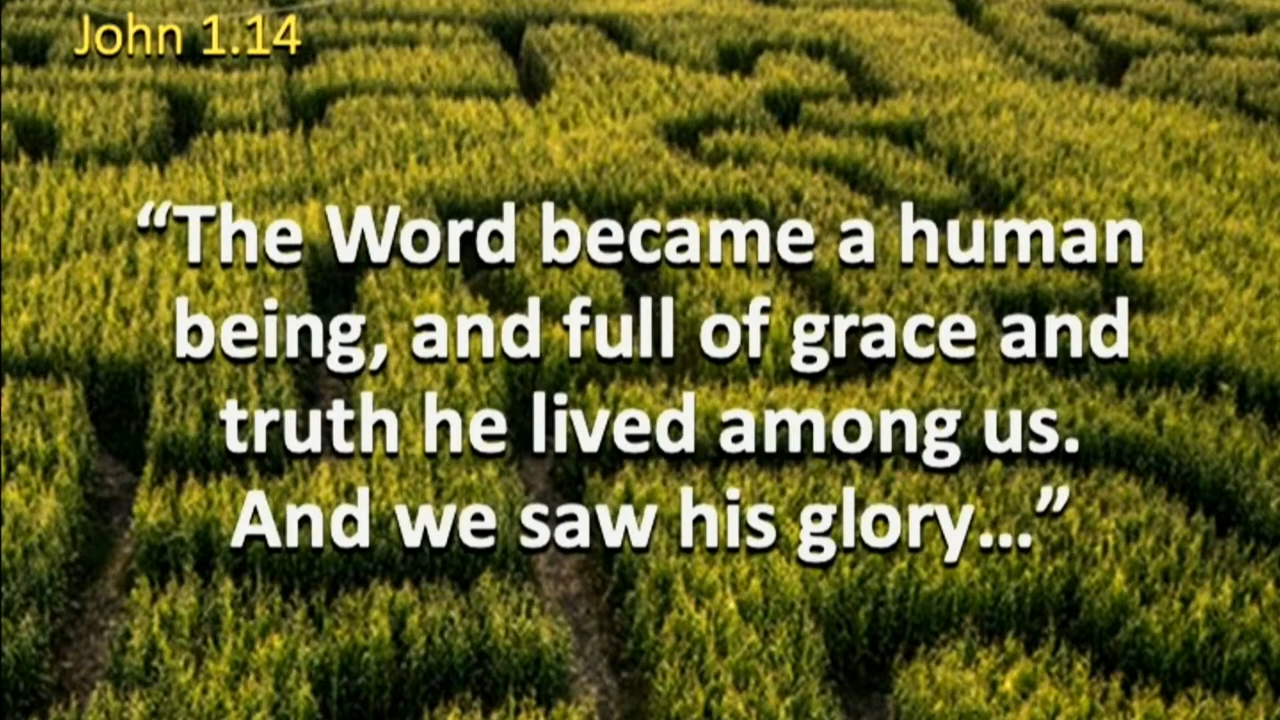 John 1.14
“The Word became a human
being, and full of grace and
truth he lived among us.
And we saw his glory...”